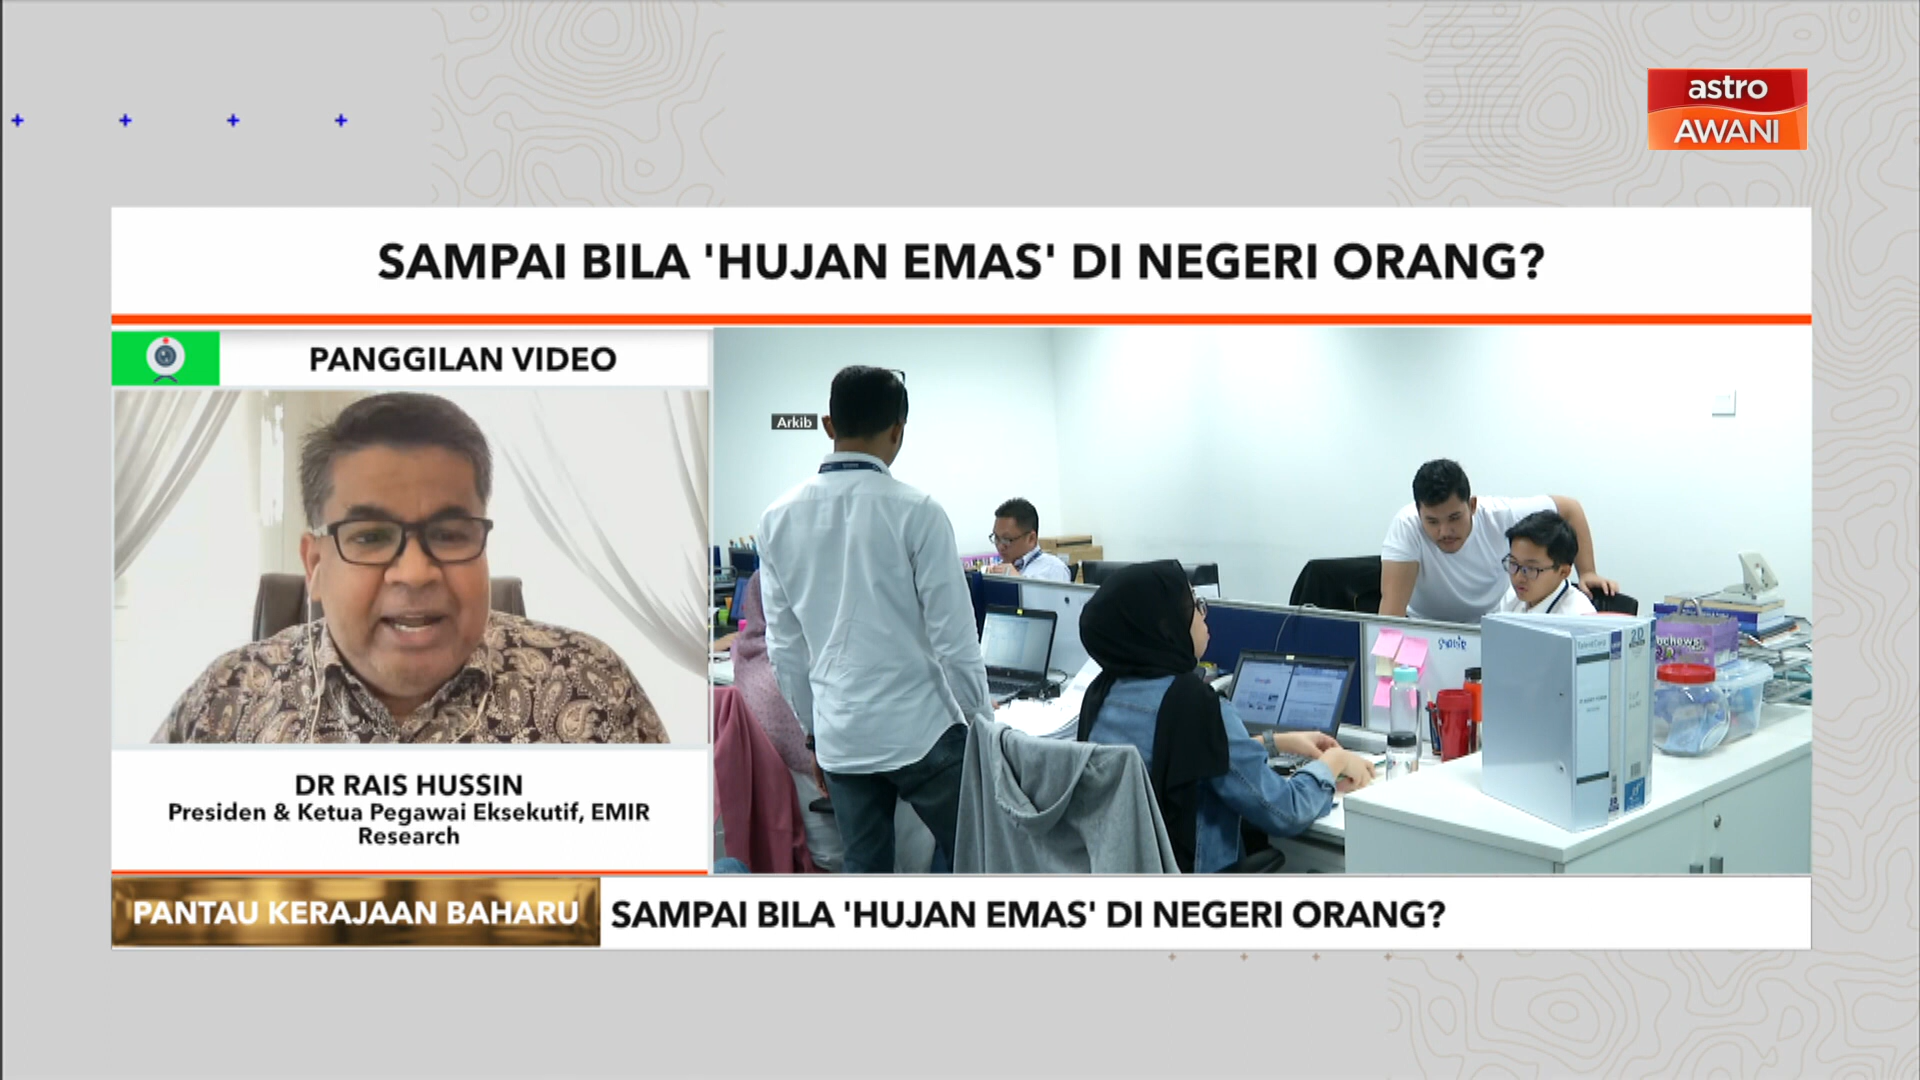 astro
AWANI
SAMPAI BILA 'HUJAN EMAS' DI NEGERI ORANG?
PANGGILAN VIDEO
Arkib
DR RAIS HUSSIN
Presiden & Ketua Pegawai Eksekutif, EMIR
Research
PANTAU KERAJAAN BAHARU
SAMPAI BILA 'HUJAN EMAS' DI NEGERI ORANG?